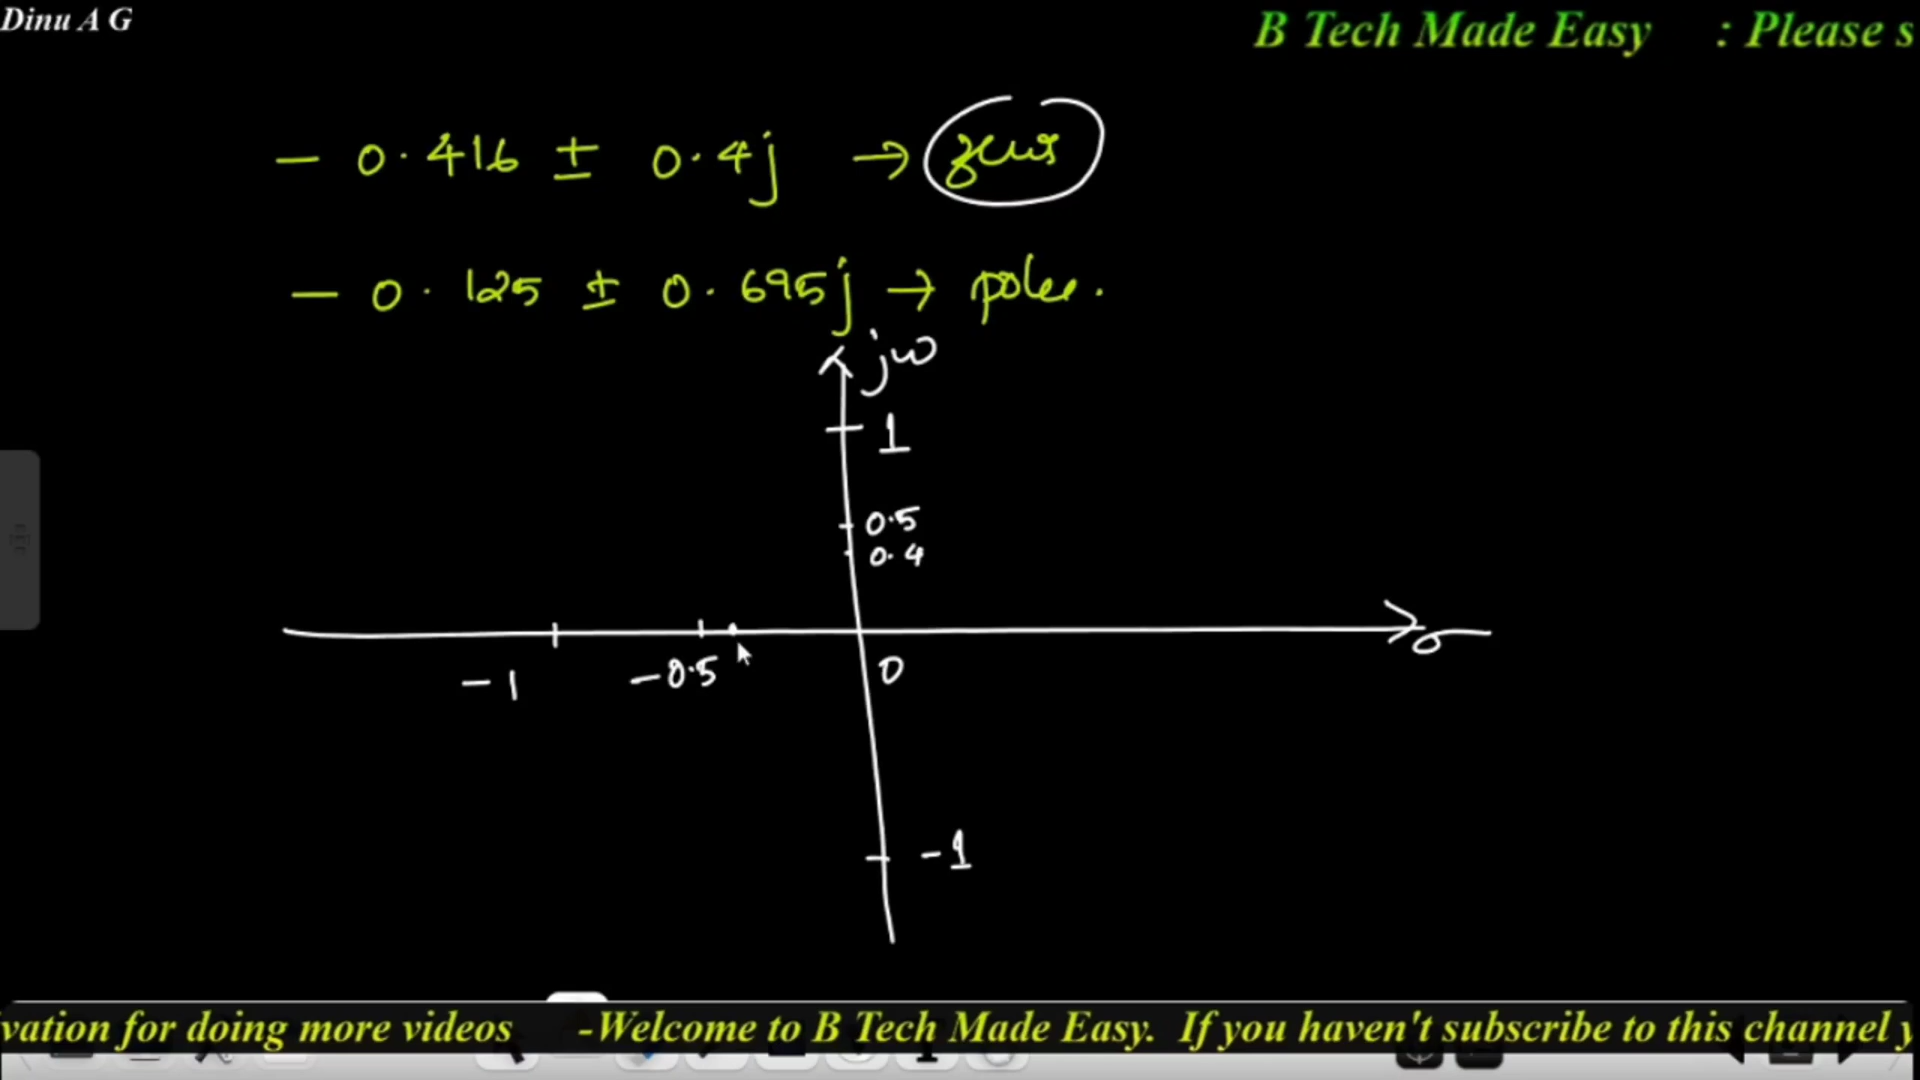 Dinu A G
B Tech Made Easy : Please s
- 0.416 ± 0.4j → zeros
- 0.125 ± 0.695j → poles.
jω
1
0.5
0.4
σ
-1
-0.5
0
-1
vation for doing more videos -Welcome to B Tech Made Easy. If you haven't subscribe to this channel y